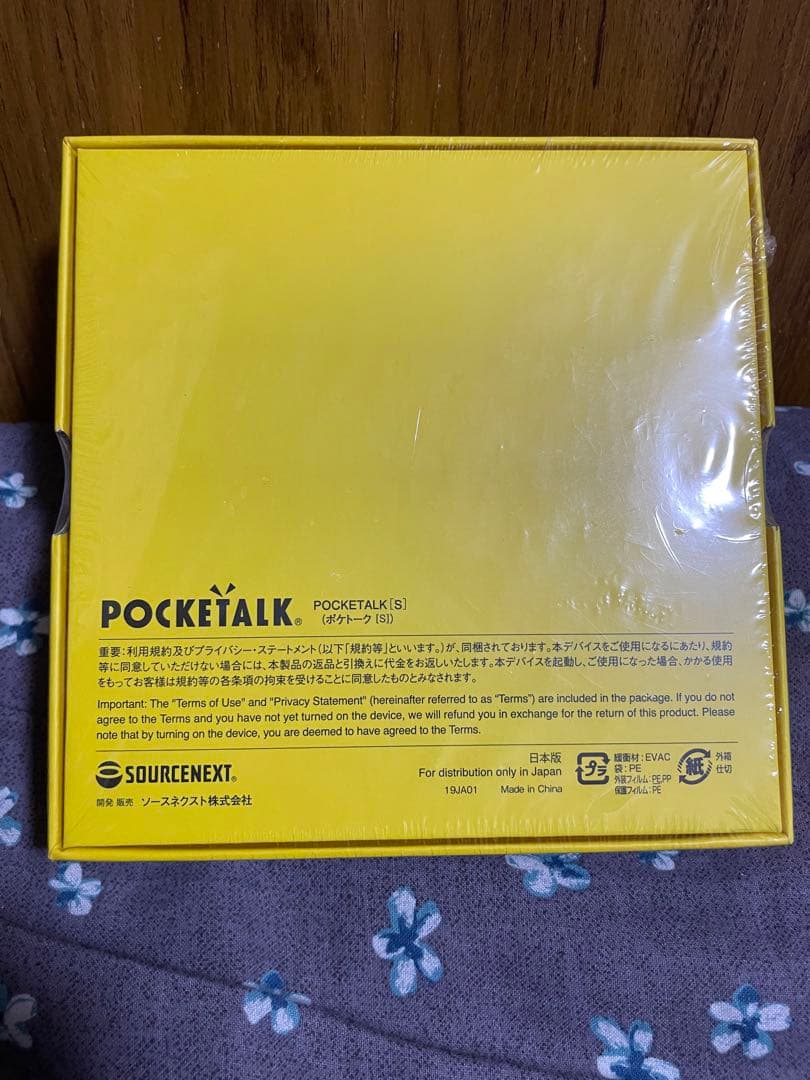 POCKETALK® POCKETALK[S]
(ポケトーク [S])
重要:利用規約及びプライバシー・ステートメント(以下「規約等」といいます。)が、同梱されております。本デバイスをご使用になるにあたり、規約
等に同意していただけない場合には、本製品の返品と引換えに代金をお返しいたします。本デバイスを起動し、ご使用になった場合、かかる使用
をもってお客様は規約等の各条項の拘束を受けることに同意したものとみなされます。
Important: The "Terms of Use" and "Privacy Statement" (hereinafter referred to as "Terms") are included in the package. If you do not
agree to the Terms and you have not yet turned on the device, we will refund you in exchange for the return of this product. Please
note that by turning on the device, you are deemed to have agreed to the Terms.
SOURCENEXT®
開発 販売 ソースネクスト株式会社
日本版
For distribution only in Japan
19JA01 Made in China
プラ
緩衝材:EVAC
袋:PE
外装フィルム:PE,PP
保護フィルム:PE
紙
外箱
仕切